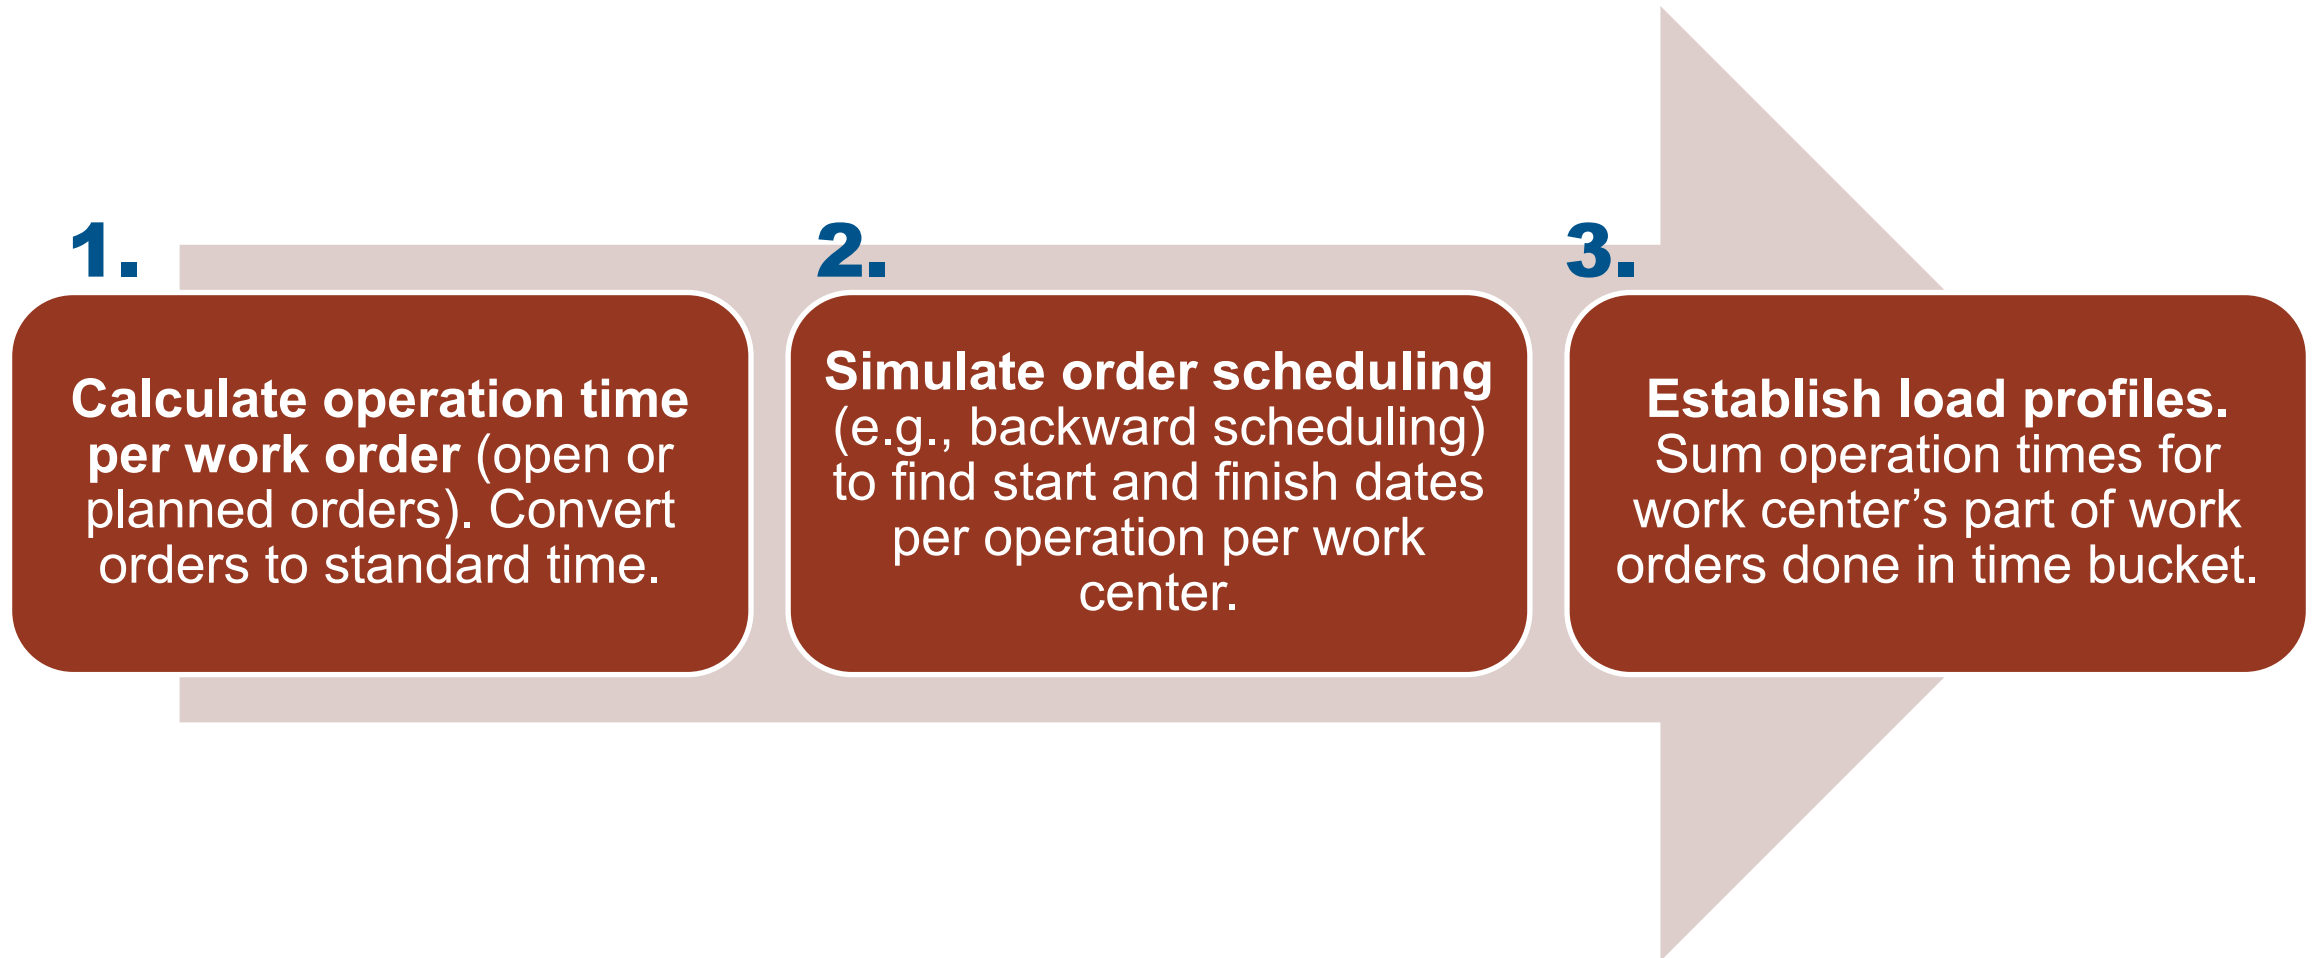 1.
Calculate operation time
per work order (open or
planned orders). Convert
orders to standard time.
2.
Simulate order scheduling
(e.g., backward scheduling)
to find start and finish dates
per operation per work
center.
3.
Establish load profiles.
Sum operation times for
work center’s part of work
orders done in time bucket.